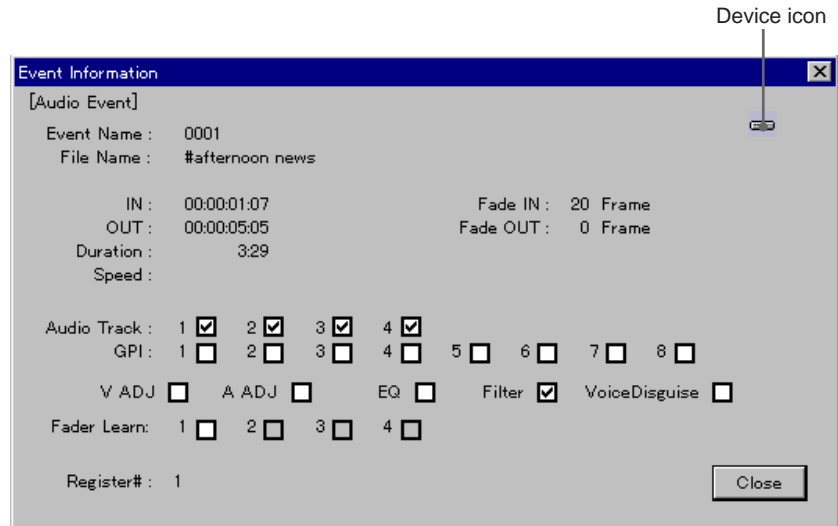 Device icon
Event Information
[Audio Event]
Event Name : 0001
File Name : #afternoon news
IN : 00:00:01:07 Fade IN : 20 Frame
OUT : 00:00:05:05 Fade OUT : 0 Frame
Duration : 3:29
Speed :
Audio Track : 1 2 3 4
GPI : 1 2 3 4 5 6 7 8
V ADJ A ADJ EQ Filter VoiceDisguise
Fader Learn: 1 2 3 4
Register# : 1
Close